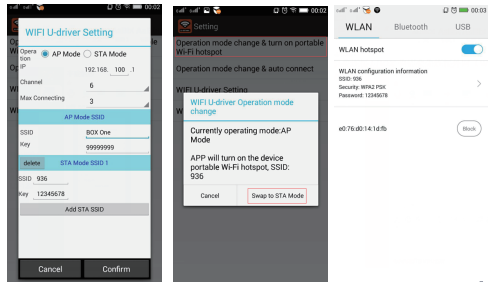 00:02
WIFI U-driver Setting
Opera
tion
AP Mode
STA Mode
IP
192.168. 100 .1
Channel
6
Max Connecting
3
AP Mode SSID
SSID
BOX One
Key
99999999
delete
STA Mode SSID 1
SSID 936
Key 12345678
Add STA SSID
Cancel
Confirm
00:02
Setting
Operation mode change & turn on portable
Wi-Fi hotspot
Operation mode change & auto connect
WIFI U-driver Setting
WIFI U-driver Operation mode
change
Currently operating mode:AP
Mode
APP will turn on the device
portable Wi-Fi hotspot, SSID:
936
Cancel
Swap to STA Mode
00:03
WLAN
Bluetooth
USB
WLAN hotspot
WLAN configuration information
SSID: 936
Security: WPA2 PSK
Password: 12345678
e0:76:d0:14:1d:fb
Block